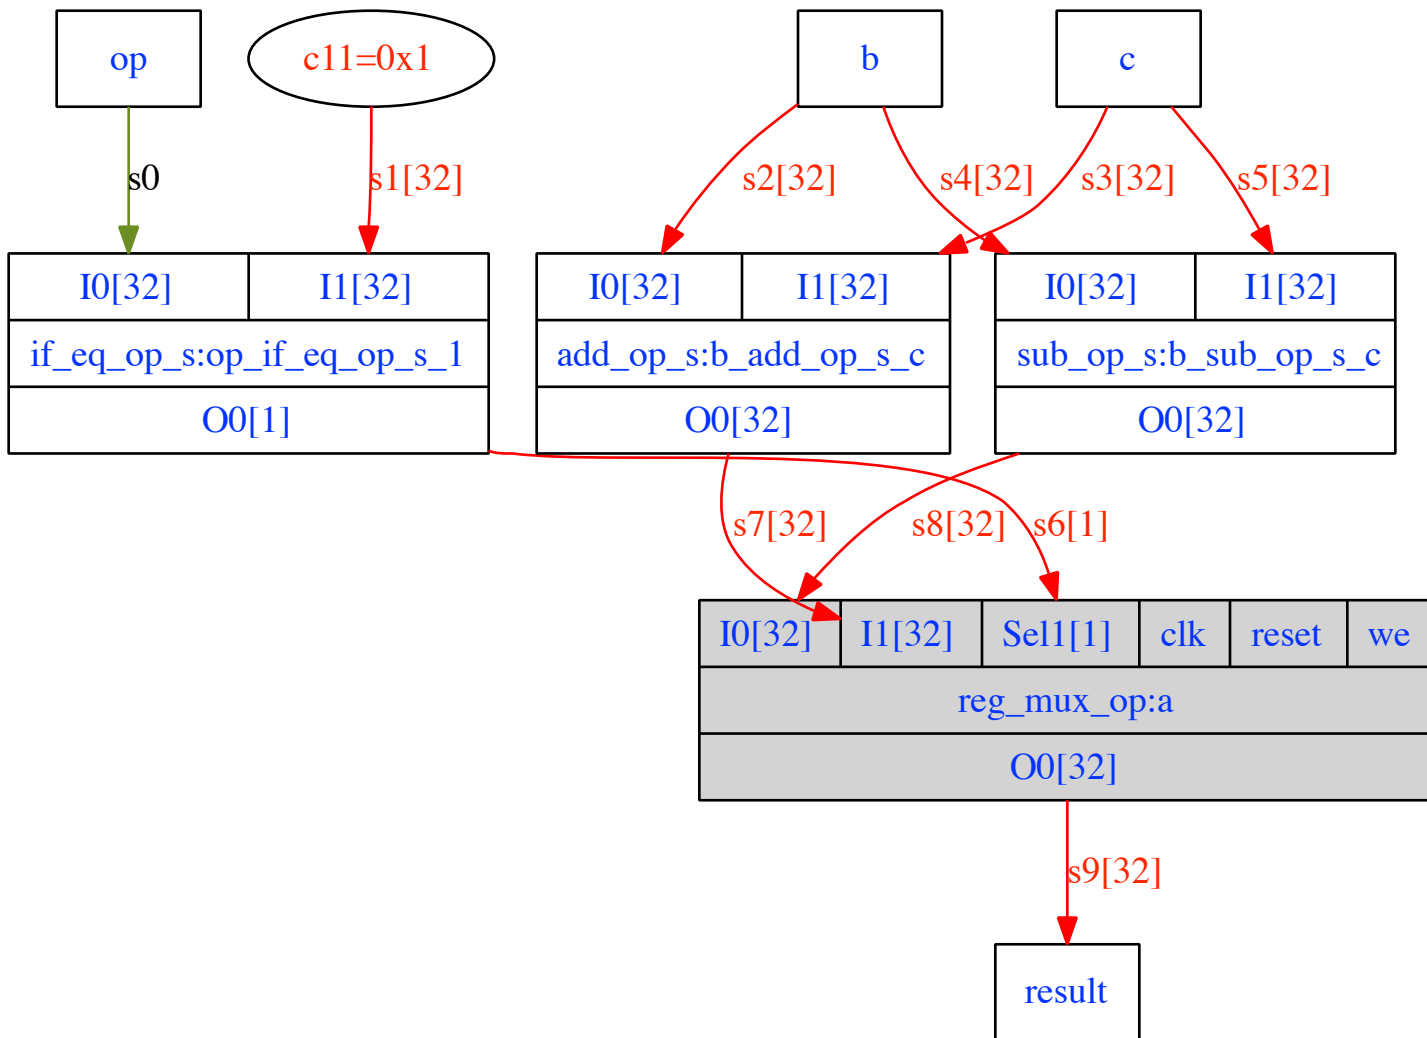 op
c11=0x1
b
c
s0
s1[32]
s2[32]
s4[32]
s3[32]
s5[32]
I0[32]
I1[32]
if_eq_op_s:op_if_eq_op_s_1
O0[1]
I0[32]
I1[32]
add_op_s:b_add_op_s_c
O0[32]
I0[32]
I1[32]
sub_op_s:b_sub_op_s_c
O0[32]
s7[32]
s8[32]
s6[1]
I0[32]
I1[32]
Sel1[1]
clk
reset
we
reg_mux_op:a
O0[32]
s9[32]
result